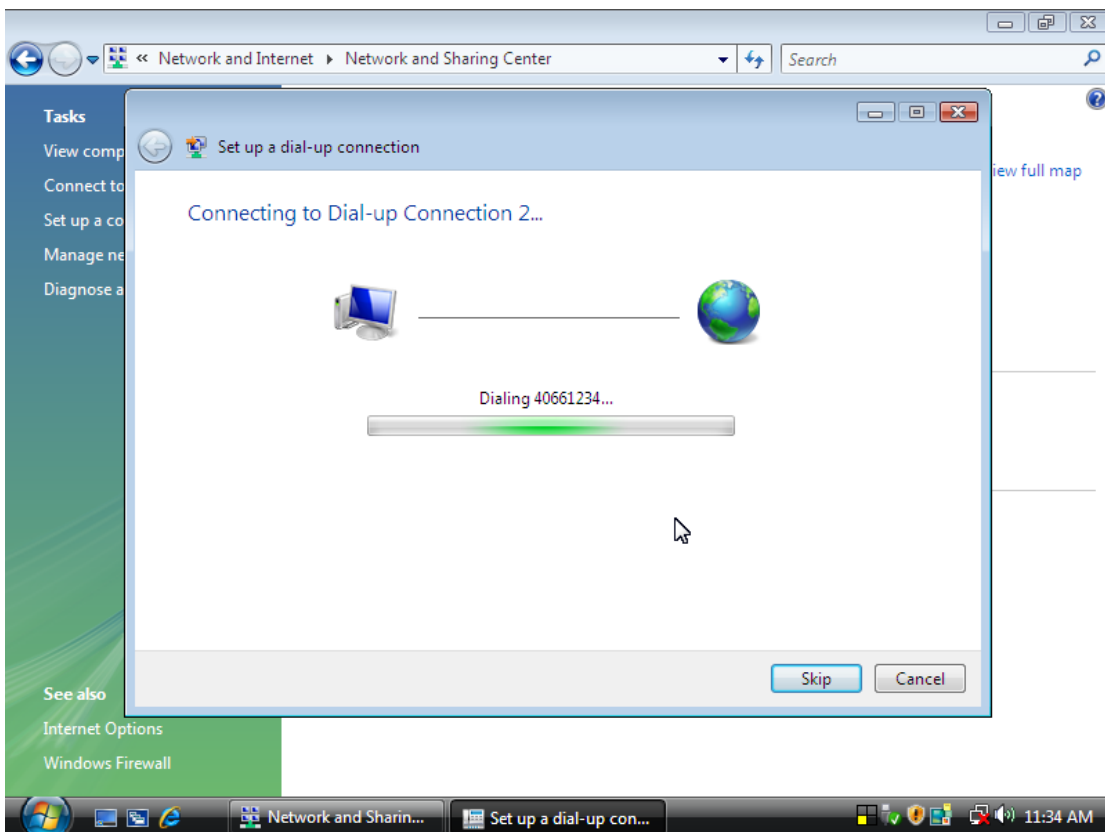 « Network and Internet ▸ Network and Sharing Center
Search
Tasks
View comp
Connect to
Set up a co
Manage ne
Diagnose a
iew full map
Set up a dial-up connection
Connecting to Dial-up Connection 2...
Dialing 40661234...
Skip
Cancel
See also
Internet Options
Windows Firewall
Network and Sharin...
Set up a dial-up con...
11:34 AM